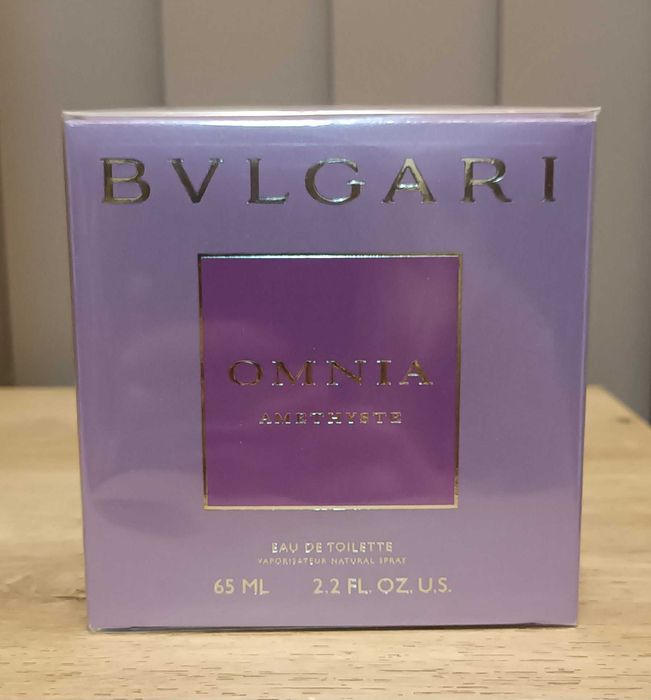 BVLGARI
OMNIA
AMETHYSTE
EAU DE TOILETTE
VAPORISATEUR NATURAL SPRAY
65 ML 2.2 FL. OZ. U.S.